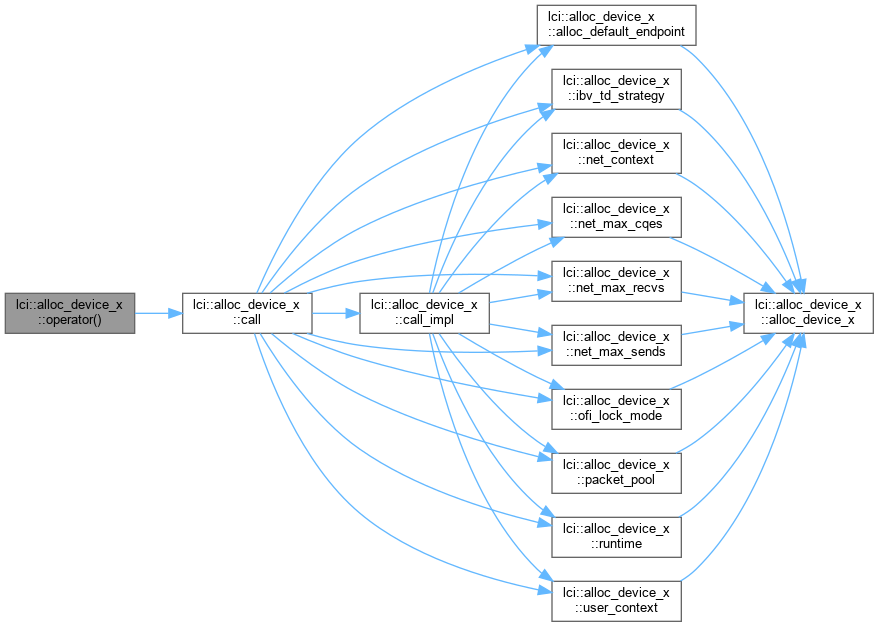 lci::alloc_device_x
::operator()
lci::alloc_device_x
::call
lci::alloc_device_x
::call_impl
lci::alloc_device_x
::alloc_default_endpoint
lci::alloc_device_x
::ibv_td_strategy
lci::alloc_device_x
::net_context
lci::alloc_device_x
::net_max_cqes
lci::alloc_device_x
::net_max_recvs
lci::alloc_device_x
::net_max_sends
lci::alloc_device_x
::ofi_lock_mode
lci::alloc_device_x
::packet_pool
lci::alloc_device_x
::runtime
lci::alloc_device_x
::user_context
lci::alloc_device_x
::alloc_device_x